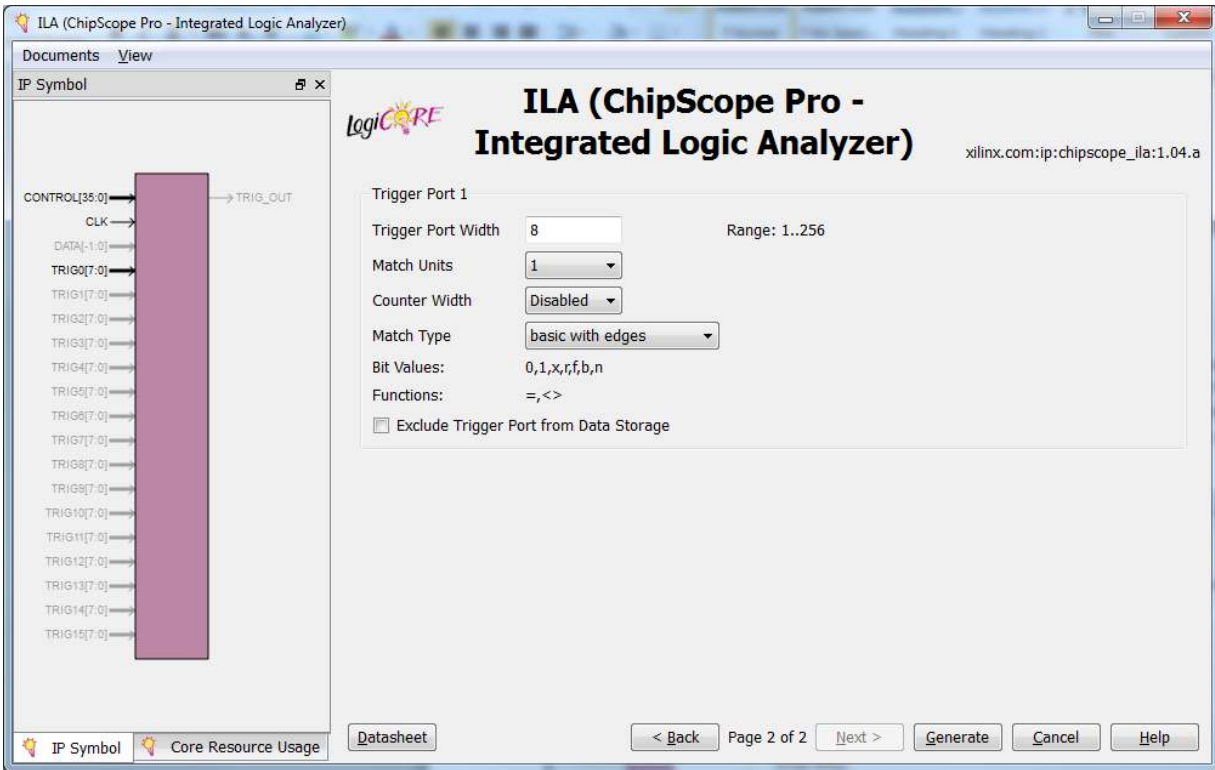 ILA (ChipScope Pro - Integrated Logic Analyzer)
Documents View
IP Symbol
CONTROL[35:0]
TRIG_OUT
CLK
DATA[-1:0]
TRIG0[7:0]
TRIG1[7:0]
TRIG2[7:0]
TRIG3[7:0]
TRIG4[7:0]
TRIG5[7:0]
TRIG6[7:0]
TRIG7[7:0]
TRIG8[7:0]
TRIG9[7:0]
TRIG10[7:0]
TRIG11[7:0]
TRIG12[7:0]
TRIG13[7:0]
TRIG14[7:0]
TRIG15[7:0]
IP Symbol
Core Resource Usage
logiCORE
ILA (ChipScope Pro -
Integrated Logic Analyzer)
xilinx.com:ip:chipscope_ila:1.04.a
Trigger Port 1
Trigger Port Width 8 Range: 1..256
Match Units 1
Counter Width Disabled
Match Type basic with edges
Bit Values: 0,1,x,r,f,b,n
Functions: =,<>
Exclude Trigger Port from Data Storage
Datasheet
< Back
Page 2 of 2
Next >
Generate
Cancel
Help